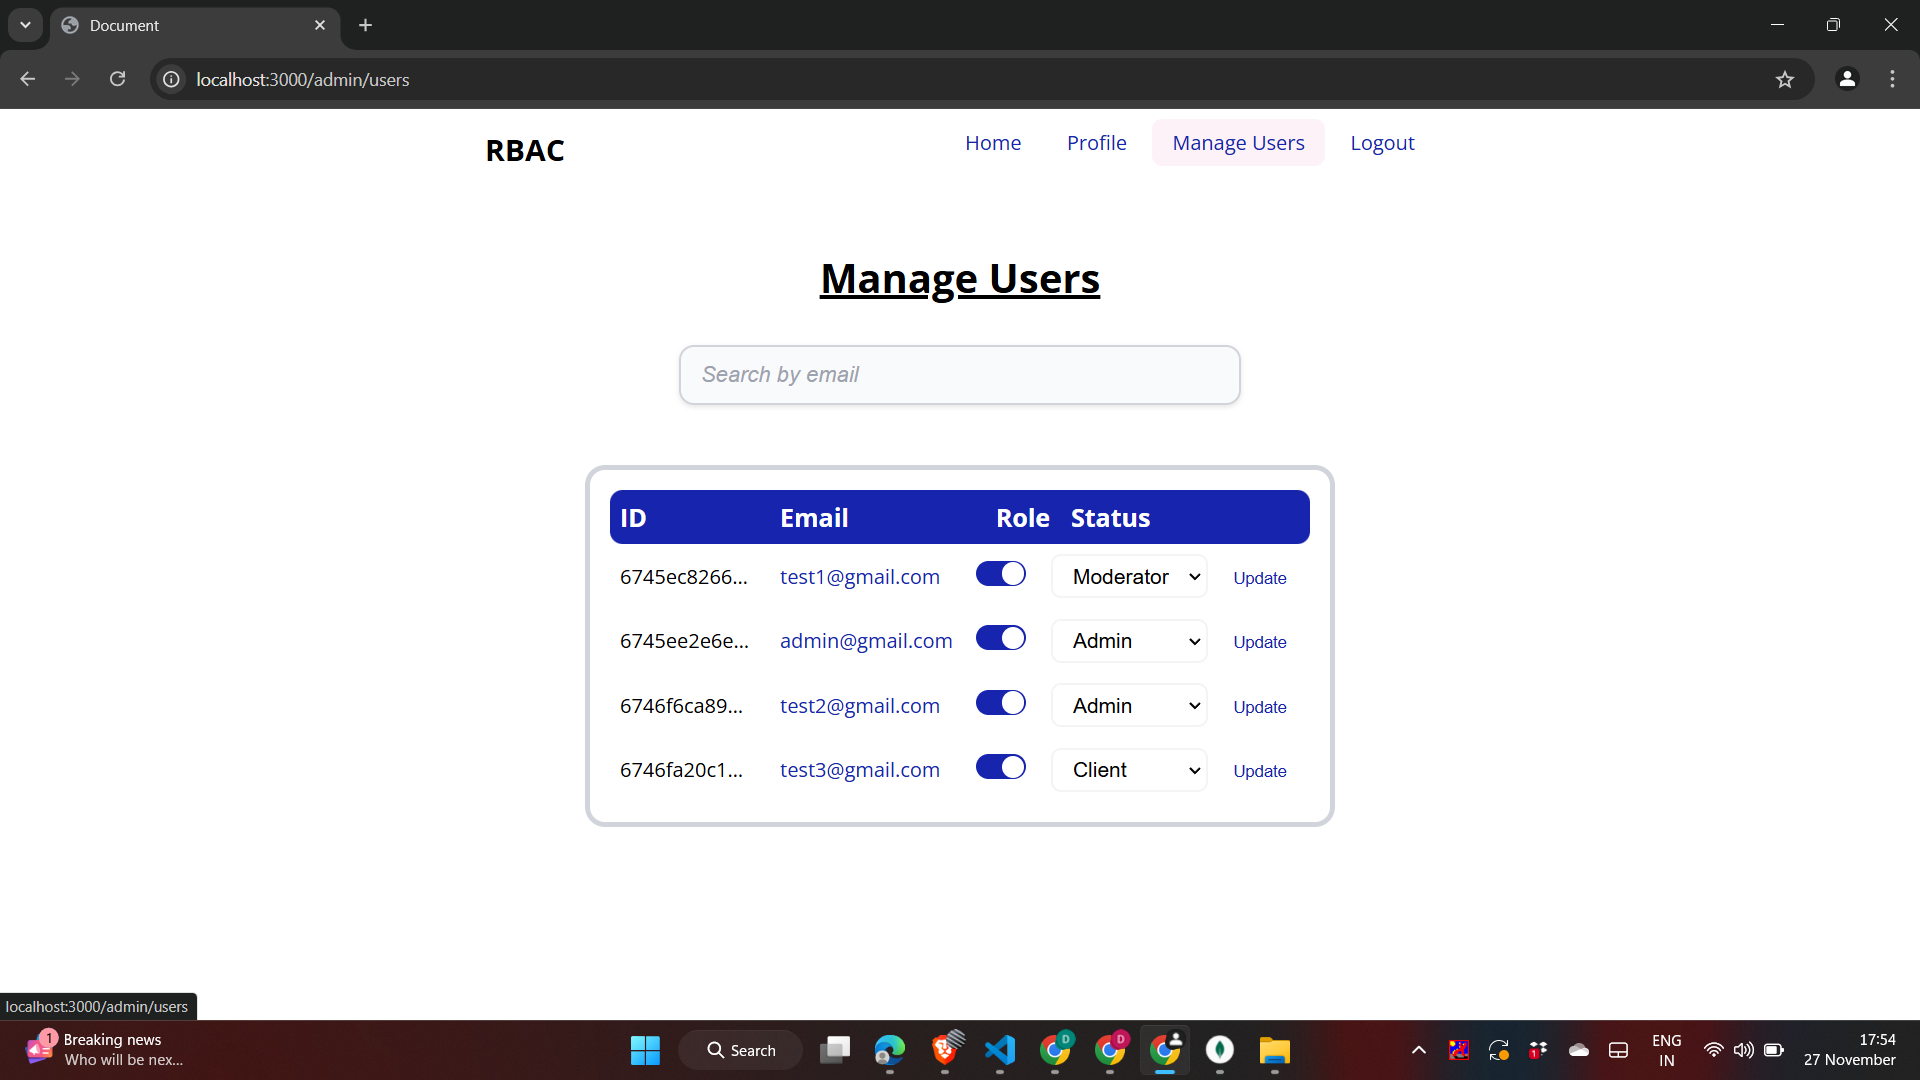 Document
localhost:3000/admin/users
RBAC
Home Profile Manage Users Logout
Manage Users
Search by email
ID Email Role Status
6745ec8266... test1@gmail.com Moderator Update
6745ee2e6e... admin@gmail.com Admin Update
6746f6ca89... test2@gmail.com Admin Update
6746fa20c1... test3@gmail.com Client Update
localhost:3000/admin/users
1 Breaking news
Who will be nex...
Search
D
D
1
ENG
IN
17:54
27 November